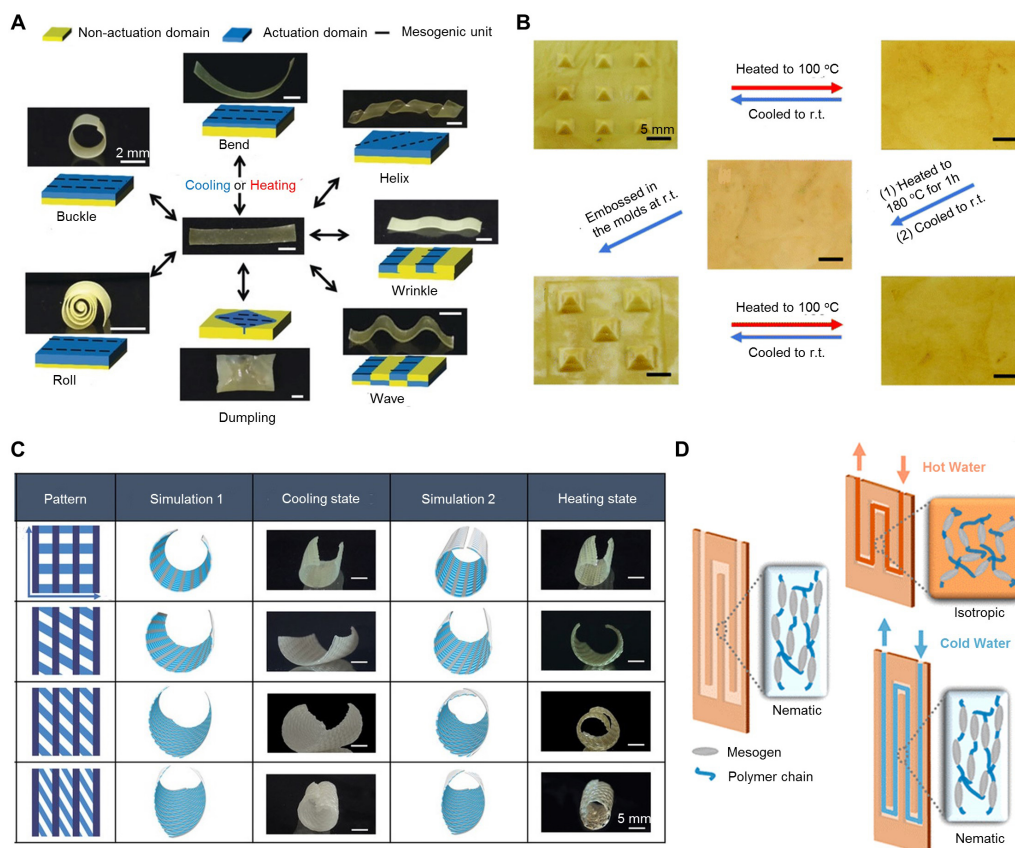 A
Non-actuation domain
Actuation domain
Mesogenic unit
Bend
2 mm
Buckle
Helix
Cooling or Heating
Wrinkle
Roll
Wave
Dumpling
B
5 mm
Heated to 100 °C
Cooled to r.t.
Embossed in
the molds at r.t.
(1) Heated to
180 °C for 1h
(2) Cooled to r.t.
Heated to 100 °C
Cooled to r.t.
C
Pattern
Simulation 1
Cooling state
Simulation 2
Heating state
5 mm
D
Hot Water
Isotropic
Cold Water
Nematic
Mesogen
Polymer chain
Nematic